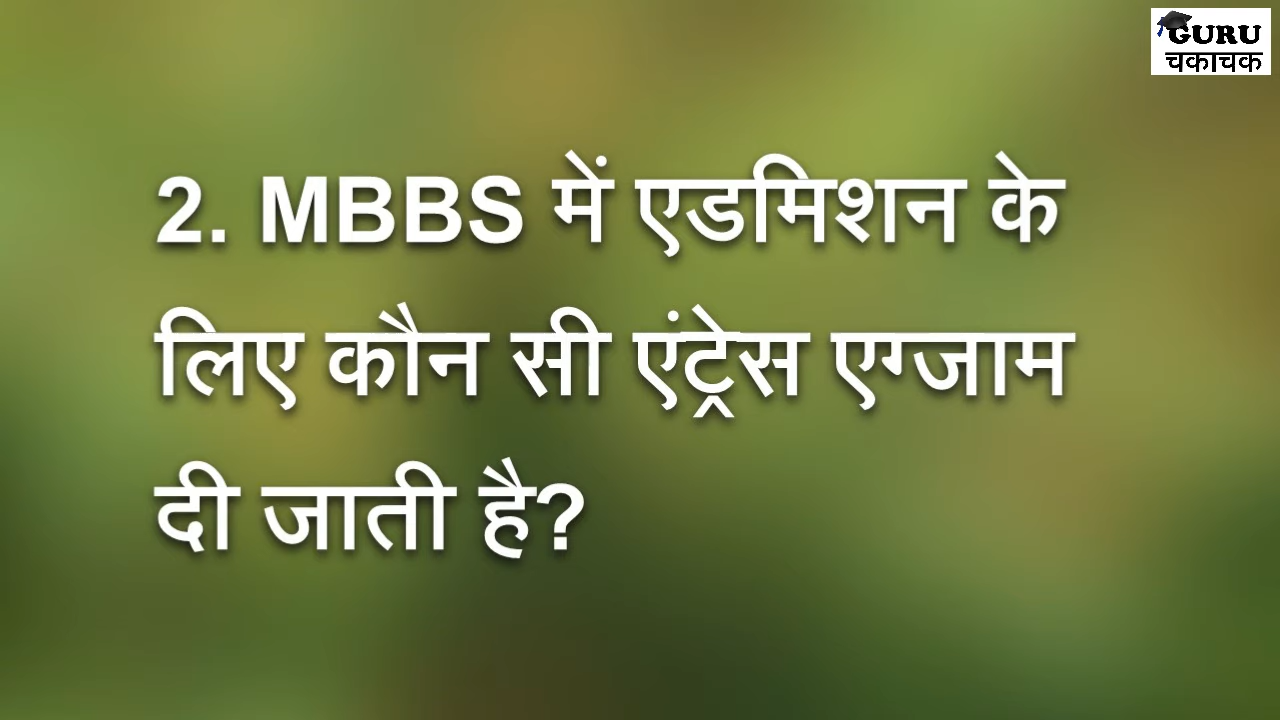 GURU
चकाचक
2. MBBS में एडमिशन के
लिए कौन सी एंट्रेस एग्जाम
दी जाती है?